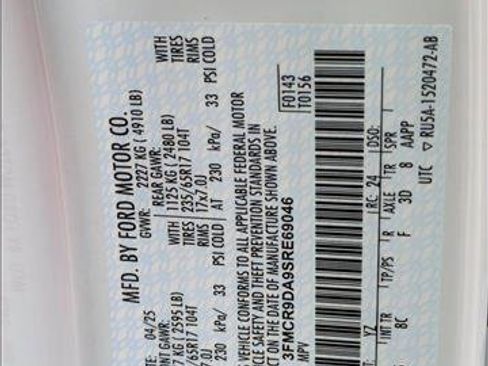 MFD. BY FORD MOTOR CO.
DATE: 04/25 GVWR: 2227 KG ( 4910 LB)
FRONT GAWR: REAR GAWR:
7 KG ( 2595 LB) WITH 1125 KG ( 2480 LB) WITH
/65R17 104T TIRES 235/65R17 104T TIRES
7.0J RIMS 17x7.0J RIMS
230 kPa/ 33 PSI COLD AT 230 kPa/ 33 PSI COLD
VEHICLE CONFORMS TO ALL APPLICABLE FEDERAL MOTOR
VEHICLE SAFETY AND THEFT PREVENTION STANDARDS IN
EFFECT ON THE DATE OF MANUFACTURE SHOWN ABOVE.
F0143
T0156
3FMCR9DA9SRE69046
MPV
EXT: YZ RC: 24 DSO:
INT TR TP/PS R AXLE TR SPR
8C F 3D 8 AAPP
UTC ▽ RU5A-1520472-AB